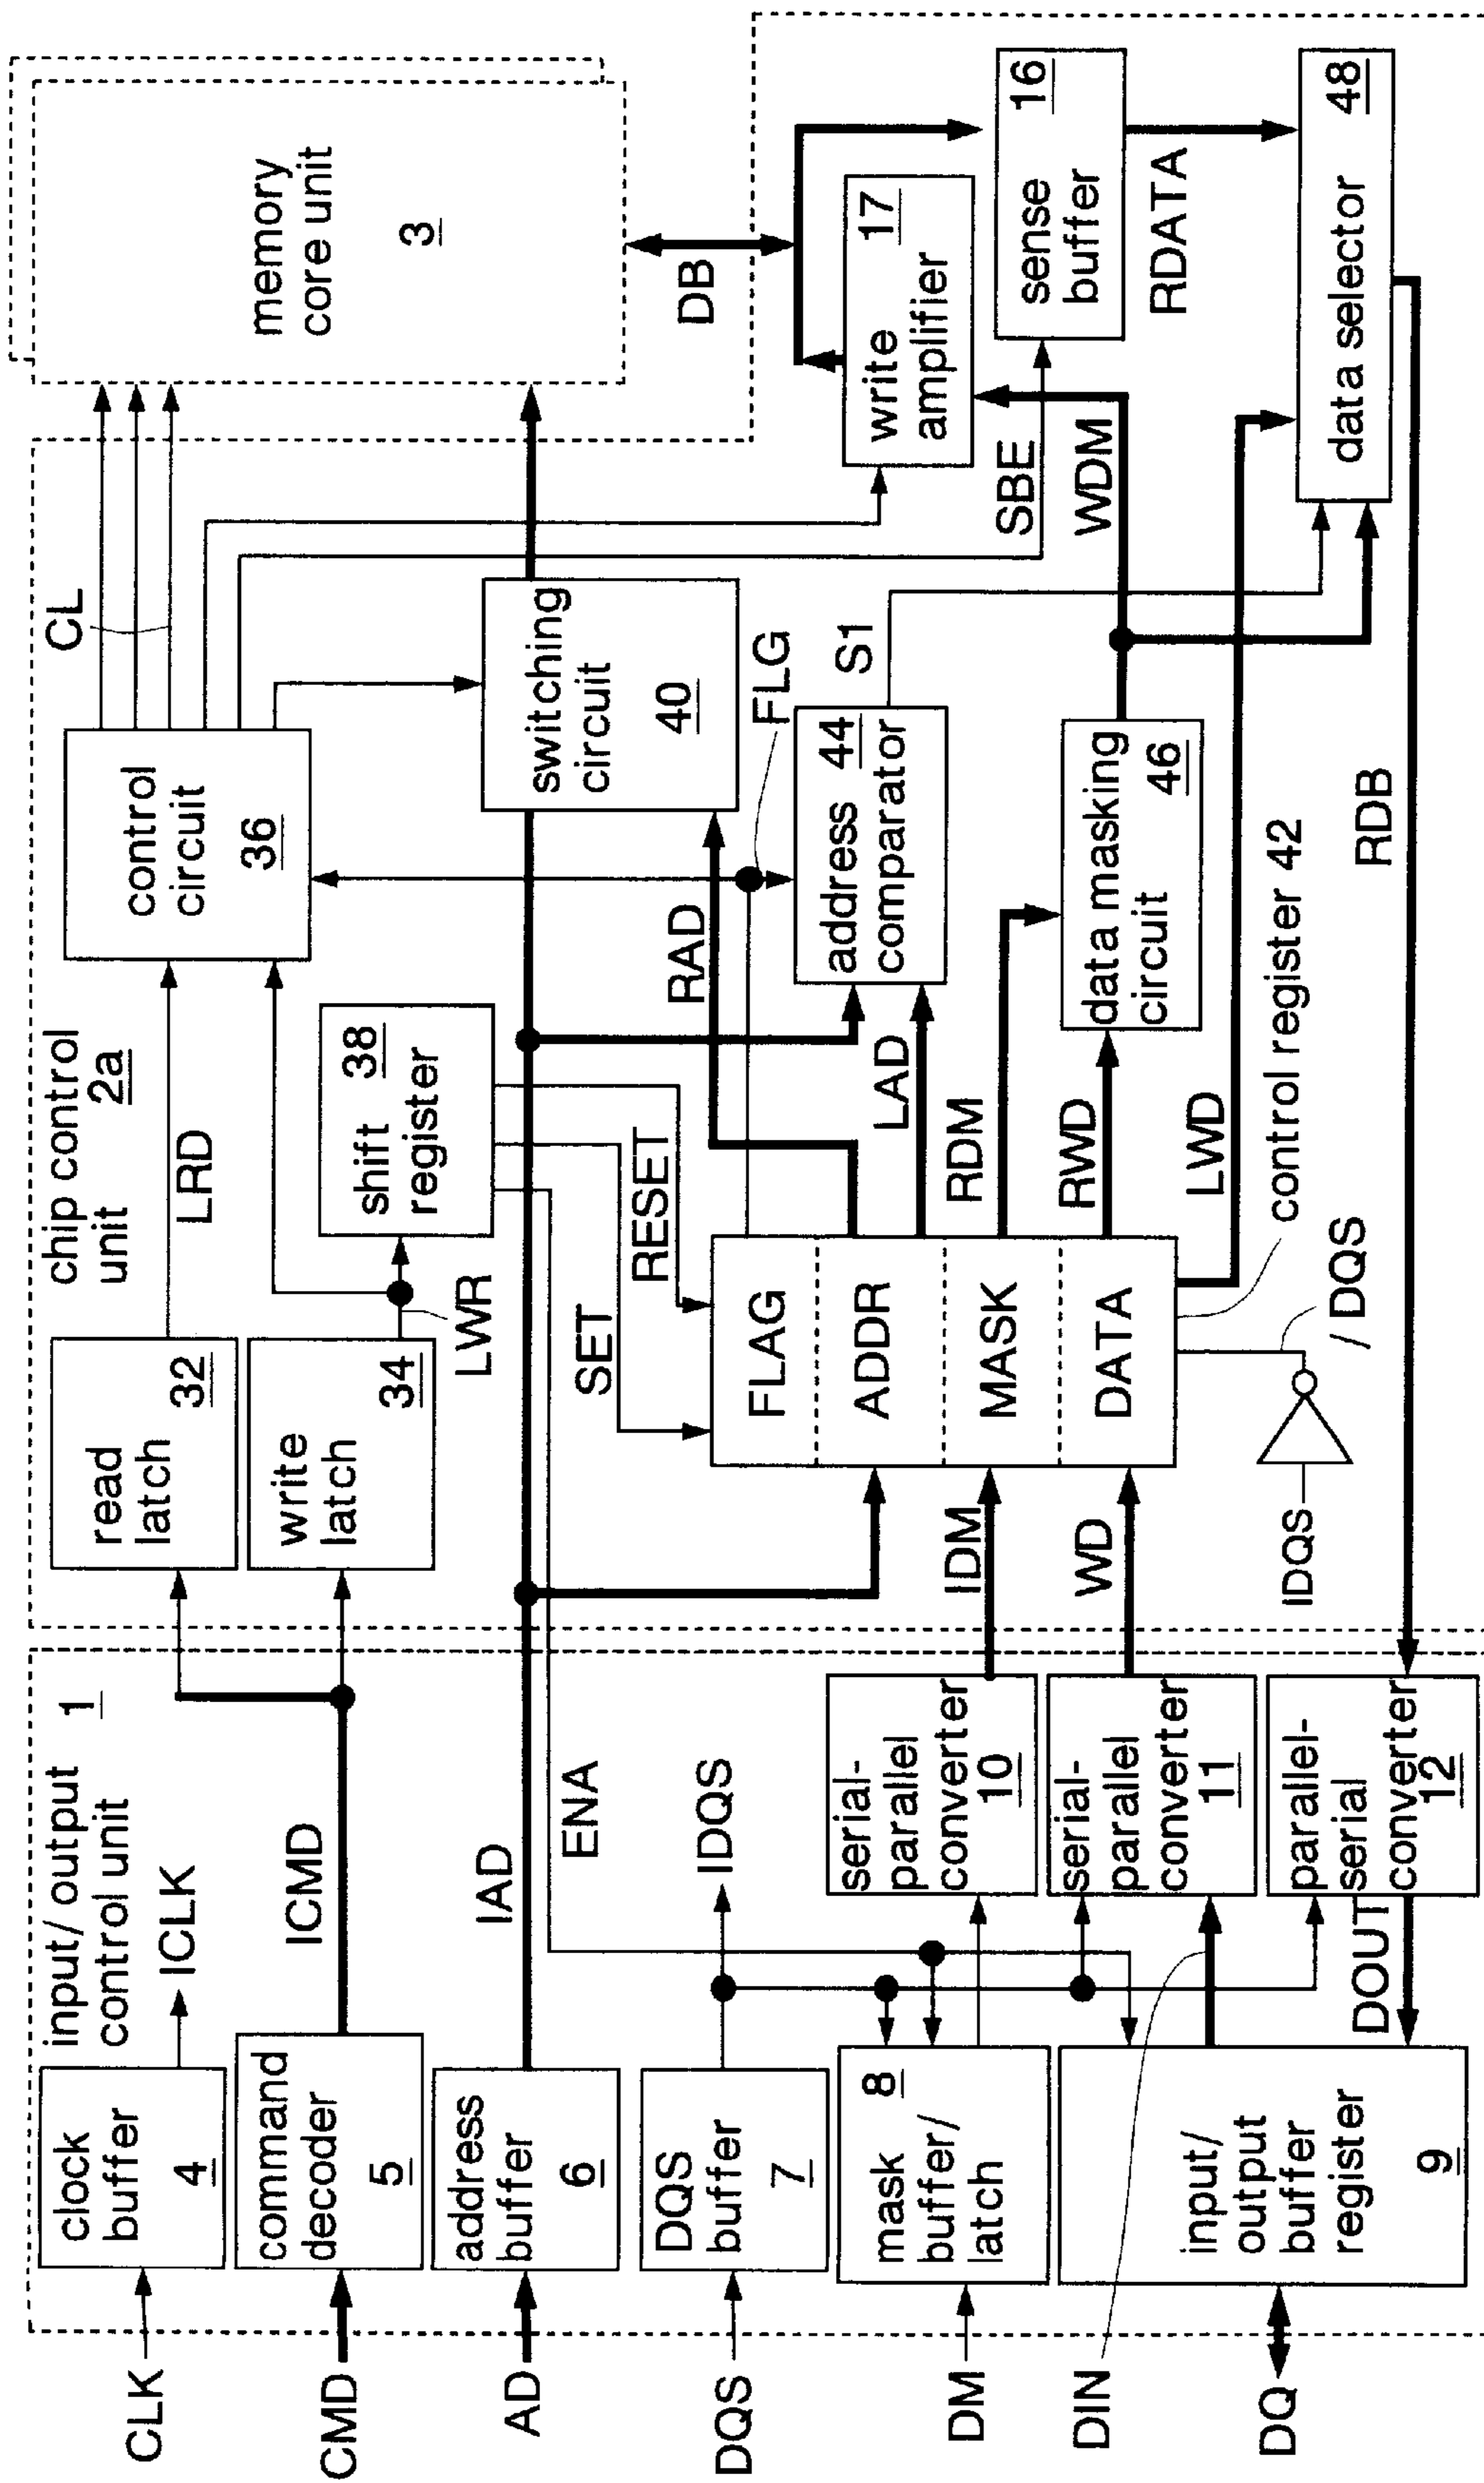 input/ output
control unit 1
CLK
clock
buffer
4
ICLK
CMD
command
decoder
5
ICMD
AD
address
buffer
6
IAD
ENA
DQS
DQS
buffer
7
IDQS
DM
mask 8
buffer/
latch
DIN
DQ
input/
output
buffer
register
9
serial-
parallel
converter
10
serial-
parallel
converter
11
parallel-
serial
converter
12
DOUT
chip control
unit 2a
read
latch 32
LRD
write
latch 34
LWR
shift 38
register
control
circuit
36
CL
SET
RESET
IDM
WD
IDQS
/ DQS
FLAG
ADDR
MASK
DATA
control register 42
RAD
LAD
RDM
RWD
LWD
switching
circuit
40
FLG
address 44
comparator
S1
data masking
circuit 46
RDB
SBE
WDM
memory
core unit
3
DB
write 17
amplifier
sense 16
buffer
RDATA
data selector 48